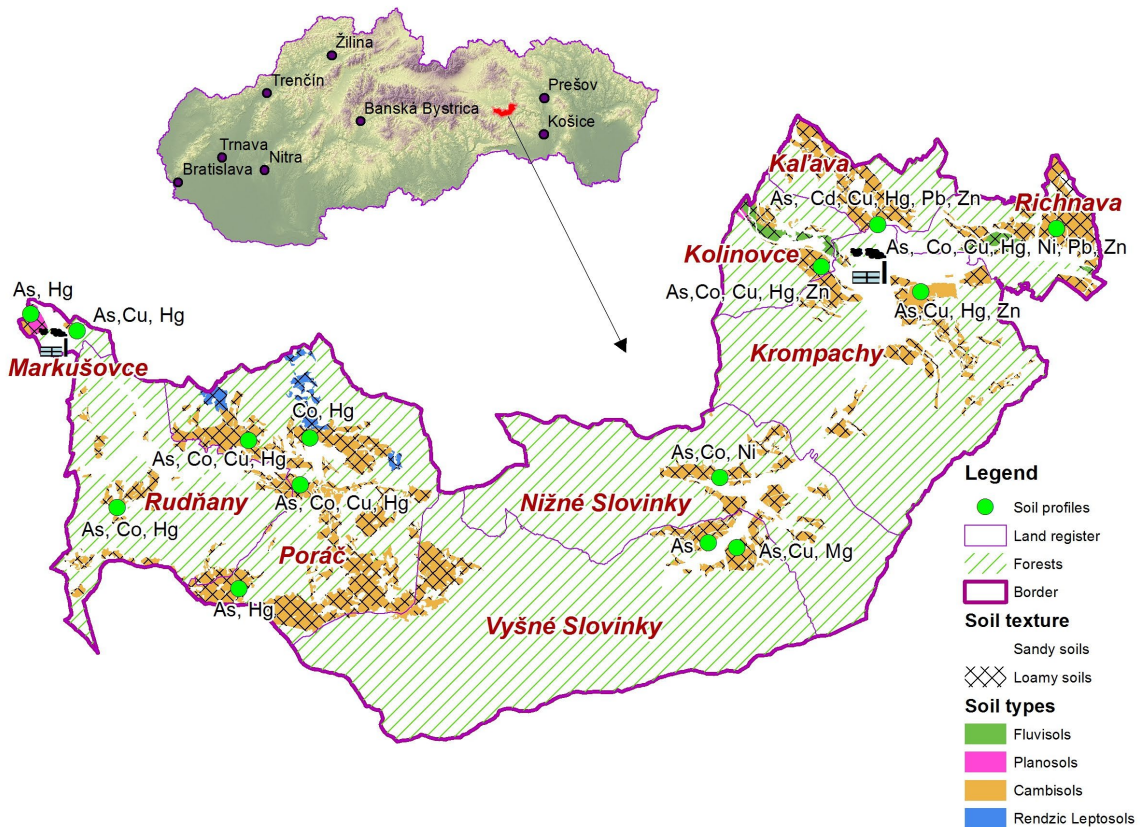 Žilina
Trenčín
Prešov
Banská Bystrica
Košice
Trnava
Nitra
Bratislava
Kaľava
As, Cd, Cu, Hg, Pb, Zn
Richnava
As, Co, Cu, Hg, Ni, Pb, Zn
Kolinovce
As,Co, Cu, Hg, Zn
As,Cu, Hg, Zn
Krompachy
As, Hg
As,Cu, Hg
Markušovce
Co, Hg
As, Co, Cu, Hg
Rudňany
As, Co, Cu, Hg
As, Co, Hg
Poráč
As, Hg
As,Co, Ni
Nižné Slovinky
As
As,Cu, Mg
Vyšné Slovinky
Legend
Soil profiles
Land register
Forests
Border
Soil texture
Sandy soils
Loamy soils
Soil types
Fluvisols
Planosols
Cambisols
Rendzic Leptosols